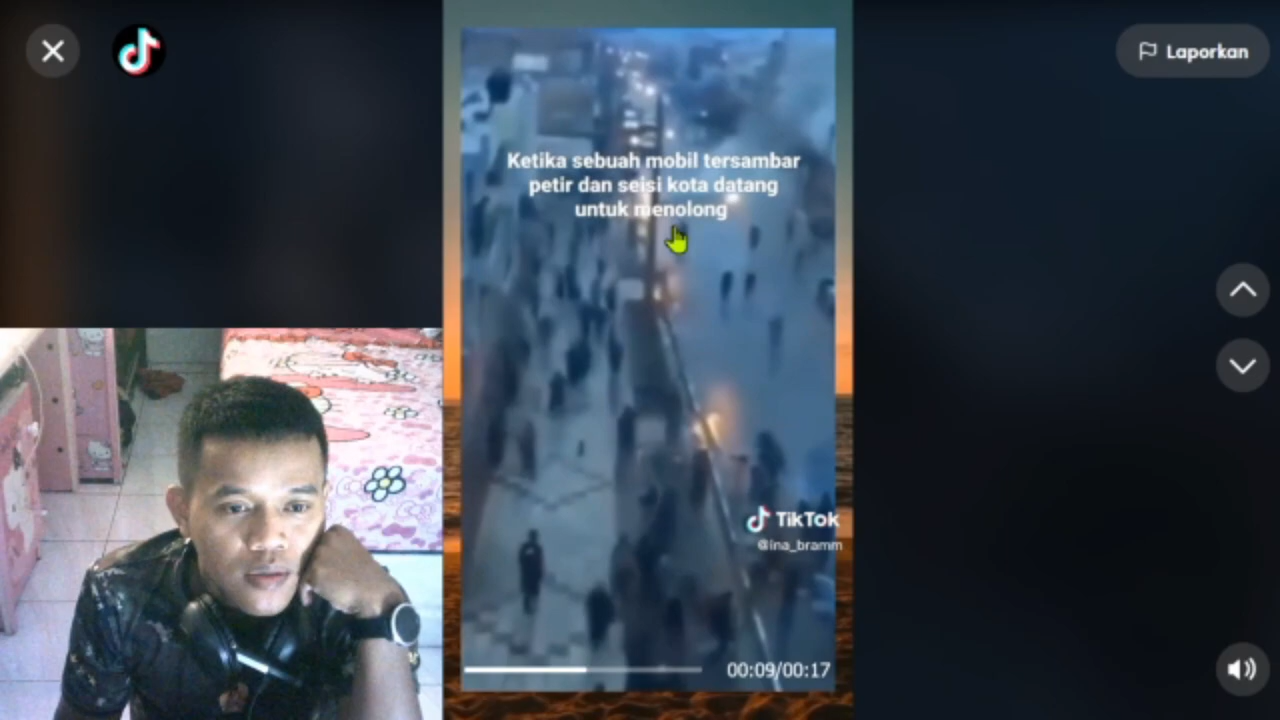 Laporkan
Ketika sebuah mobil tersambar
petir dan seisi kota datang
untuk menolong
TikTok
@ina_bramm
00:09/00:17